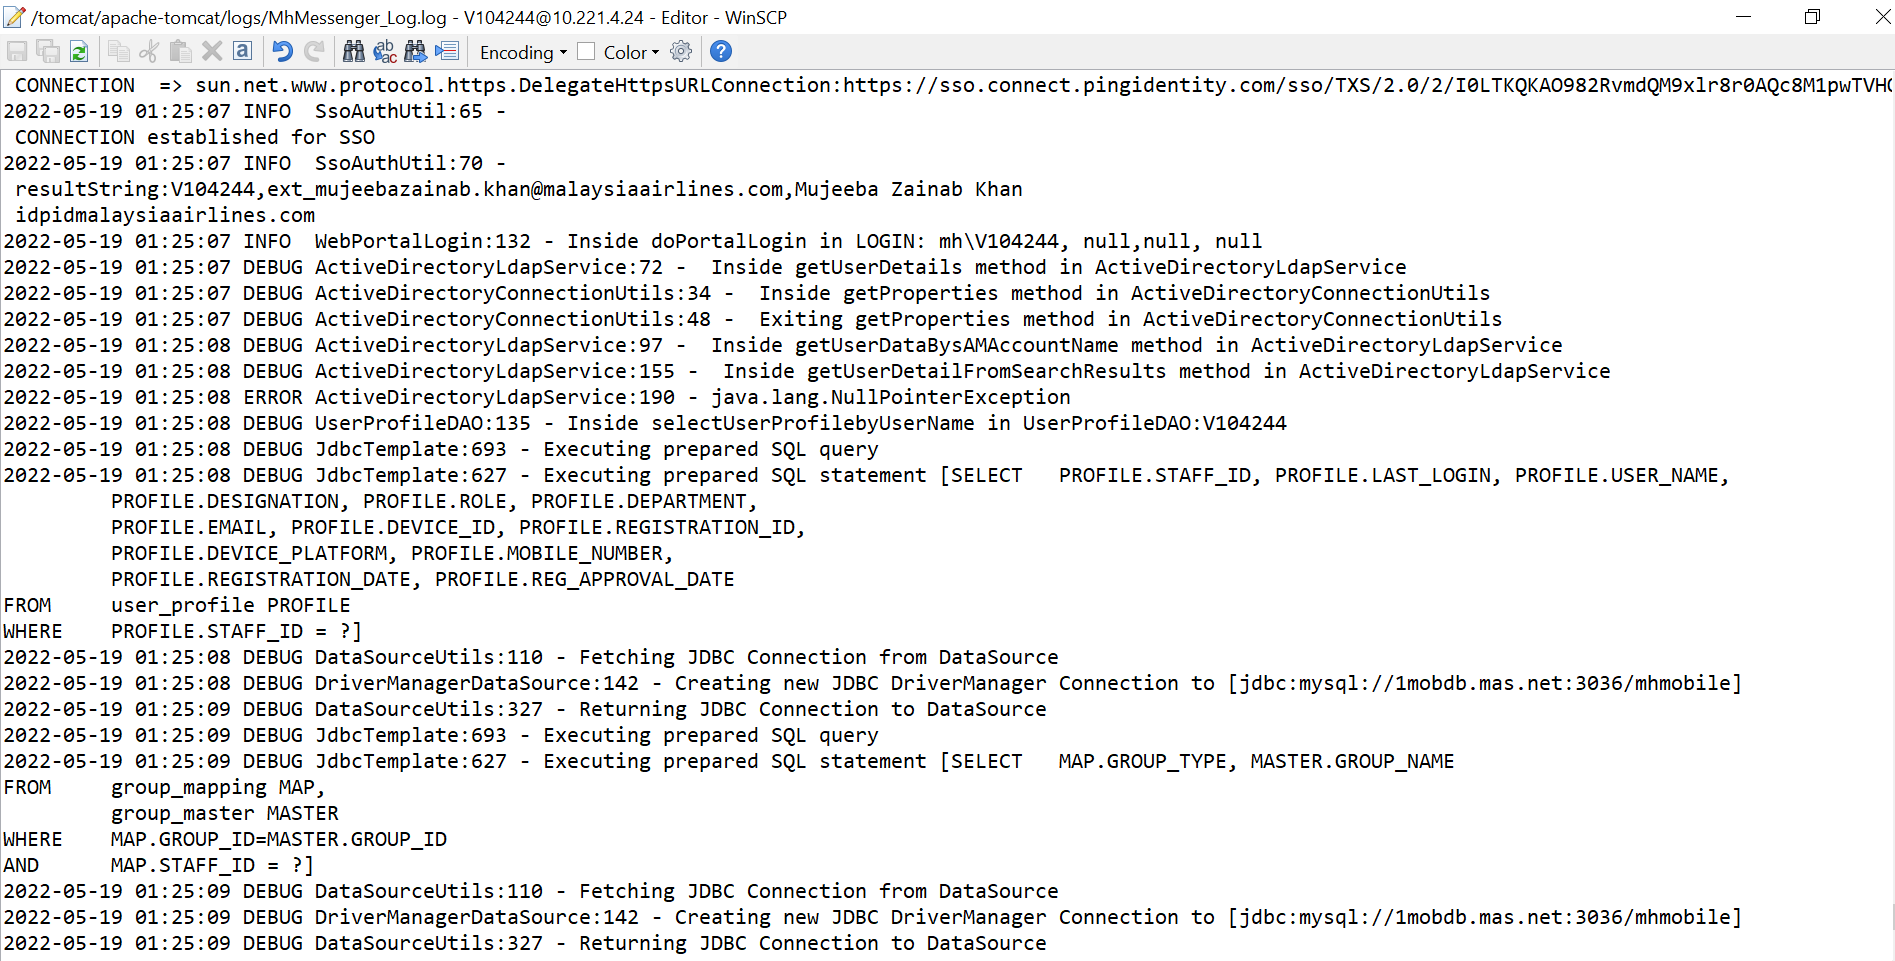 /tomcat/apache-tomcat/logs/MhMessenger_Log.log - V104244@10.221.4.24 - Editor - WinSCP
Encoding Color
CONNECTION  => sun.net.www.protocol.https.DelegateHttpsURLConnection:https://sso.connect.pingidentity.com/sso/TXS/2.0/2/I0LTKQKAO982RvmdQM9xlr8r0AQc8M1pwTVH
2022-05-19 01:25:07 INFO  SsoAuthUtil:65 -
 CONNECTION established for SSO
2022-05-19 01:25:07 INFO  SsoAuthUtil:70 -
 resultString:V104244,ext_mujeebazainab.khan@malaysiaairlines.com,Mujeeba Zainab Khan
 idpidmalaysiaairlines.com
2022-05-19 01:25:07 INFO  WebPortalLogin:132 - Inside doPortalLogin in LOGIN: mh\V104244, null,null, null
2022-05-19 01:25:07 DEBUG ActiveDirectoryLdapService:72 -  Inside getUserDetails method in ActiveDirectoryLdapService
2022-05-19 01:25:07 DEBUG ActiveDirectoryConnectionUtils:34 -  Inside getProperties method in ActiveDirectoryConnectionUtils
2022-05-19 01:25:07 DEBUG ActiveDirectoryConnectionUtils:48 -  Exiting getProperties method in ActiveDirectoryConnectionUtils
2022-05-19 01:25:08 DEBUG ActiveDirectoryLdapService:97 -  Inside getUserDataBysAMAccountName method in ActiveDirectoryLdapService
2022-05-19 01:25:08 DEBUG ActiveDirectoryLdapService:155 -  Inside getUserDetailFromSearchResults method in ActiveDirectoryLdapService
2022-05-19 01:25:08 ERROR ActiveDirectoryLdapService:190 - java.lang.NullPointerException
2022-05-19 01:25:08 DEBUG UserProfileDAO:135 - Inside selectUserProfilebyUserName in UserProfileDAO:V104244
2022-05-19 01:25:08 DEBUG JdbcTemplate:693 - Executing prepared SQL query
2022-05-19 01:25:08 DEBUG JdbcTemplate:627 - Executing prepared SQL statement [SELECT   PROFILE.STAFF_ID, PROFILE.LAST_LOGIN, PROFILE.USER_NAME,
         PROFILE.DESIGNATION, PROFILE.ROLE, PROFILE.DEPARTMENT,
         PROFILE.EMAIL, PROFILE.DEVICE_ID, PROFILE.REGISTRATION_ID,
         PROFILE.DEVICE_PLATFORM, PROFILE.MOBILE_NUMBER,
         PROFILE.REGISTRATION_DATE, PROFILE.REG_APPROVAL_DATE
FROM     user_profile PROFILE
WHERE    PROFILE.STAFF_ID = ?]
2022-05-19 01:25:08 DEBUG DataSourceUtils:110 - Fetching JDBC Connection from DataSource
2022-05-19 01:25:08 DEBUG DriverManagerDataSource:142 - Creating new JDBC DriverManager Connection to [jdbc:mysql://1mobdb.mas.net:3036/mhmobile]
2022-05-19 01:25:09 DEBUG DataSourceUtils:327 - Returning JDBC Connection to DataSource
2022-05-19 01:25:09 DEBUG JdbcTemplate:693 - Executing prepared SQL query
2022-05-19 01:25:09 DEBUG JdbcTemplate:627 - Executing prepared SQL statement [SELECT   MAP.GROUP_TYPE, MASTER.GROUP_NAME
FROM     group_mapping MAP,
         group_master MASTER
WHERE    MAP.GROUP_ID=MASTER.GROUP_ID
AND      MAP.STAFF_ID = ?]
2022-05-19 01:25:09 DEBUG DataSourceUtils:110 - Fetching JDBC Connection from DataSource
2022-05-19 01:25:09 DEBUG DriverManagerDataSource:142 - Creating new JDBC DriverManager Connection to [jdbc:mysql://1mobdb.mas.net:3036/mhmobile]
2022-05-19 01:25:09 DEBUG DataSourceUtils:327 - Returning JDBC Connection to DataSource